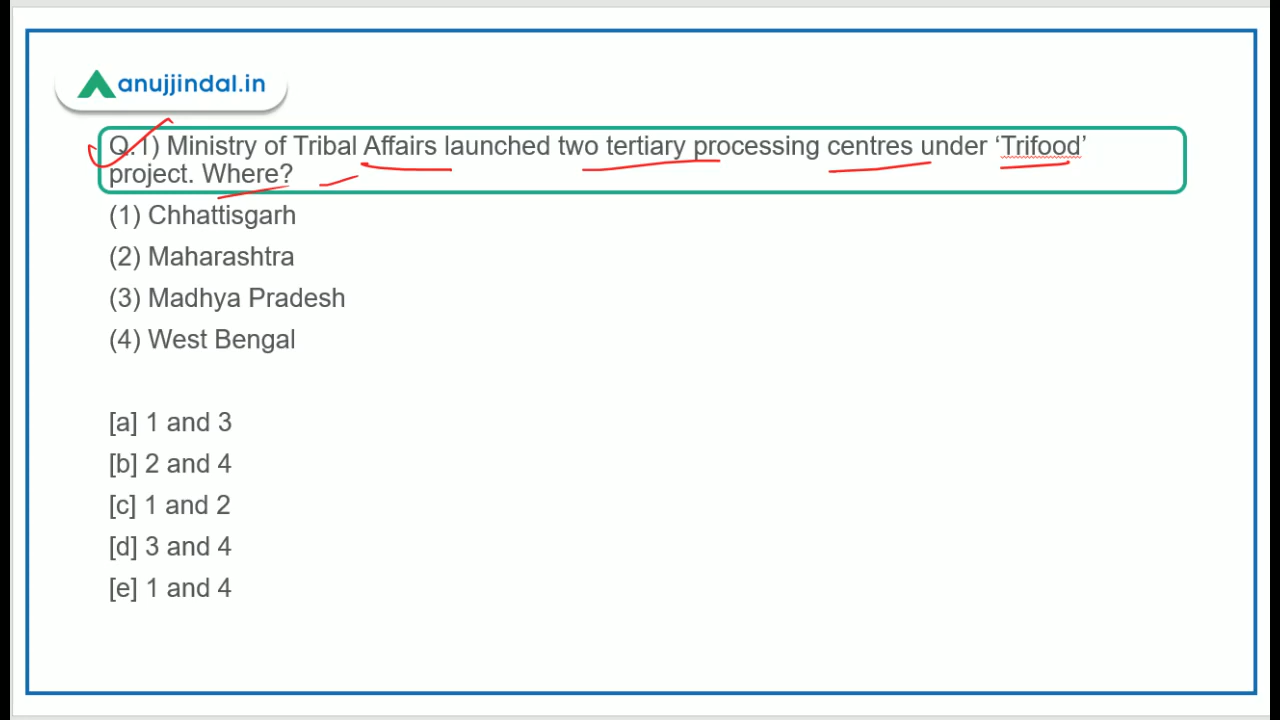 anujjindal.in
Q.1) Ministry of Tribal Affairs launched two tertiary processing centres under ‘Trifood’
project. Where?
(1) Chhattisgarh
(2) Maharashtra
(3) Madhya Pradesh
(4) West Bengal
[a] 1 and 3
[b] 2 and 4
[c] 1 and 2
[d] 3 and 4
[e] 1 and 4